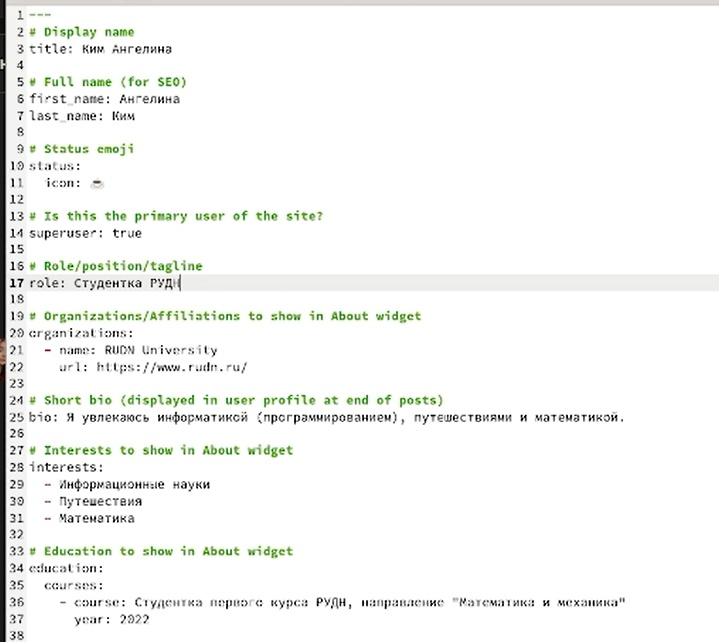 1 ---
2 # Display name
3 title: Ким Ангелина
4
5 # Full name (for SEO)
6 first_name: Ангелина
7 last_name: Ким
8
9 # Status emoji
10 status:
11   icon: ☕
12
13 # Is this the primary user of the site?
14 superuser: true
15
16 # Role/position/tagline
17 role: Студентка РУДН
18
19 # Organizations/Affiliations to show in About widget
20 organizations:
21   - name: RUDN University
22     url: https://www.rudn.ru/
23
24 # Short bio (displayed in user profile at end of posts)
25 bio: Я увлекаюсь информатикой (программированием), путешествиями и математикой.
26
27 # Interests to show in About widget
28 interests:
29   - Информационные науки
30   - Путешествия
31   - Математика
32
33 # Education to show in About widget
34 education:
35   courses:
36     - course: Студентка первого курса РУДН, направление "Математика и механика"
37       year: 2022
38